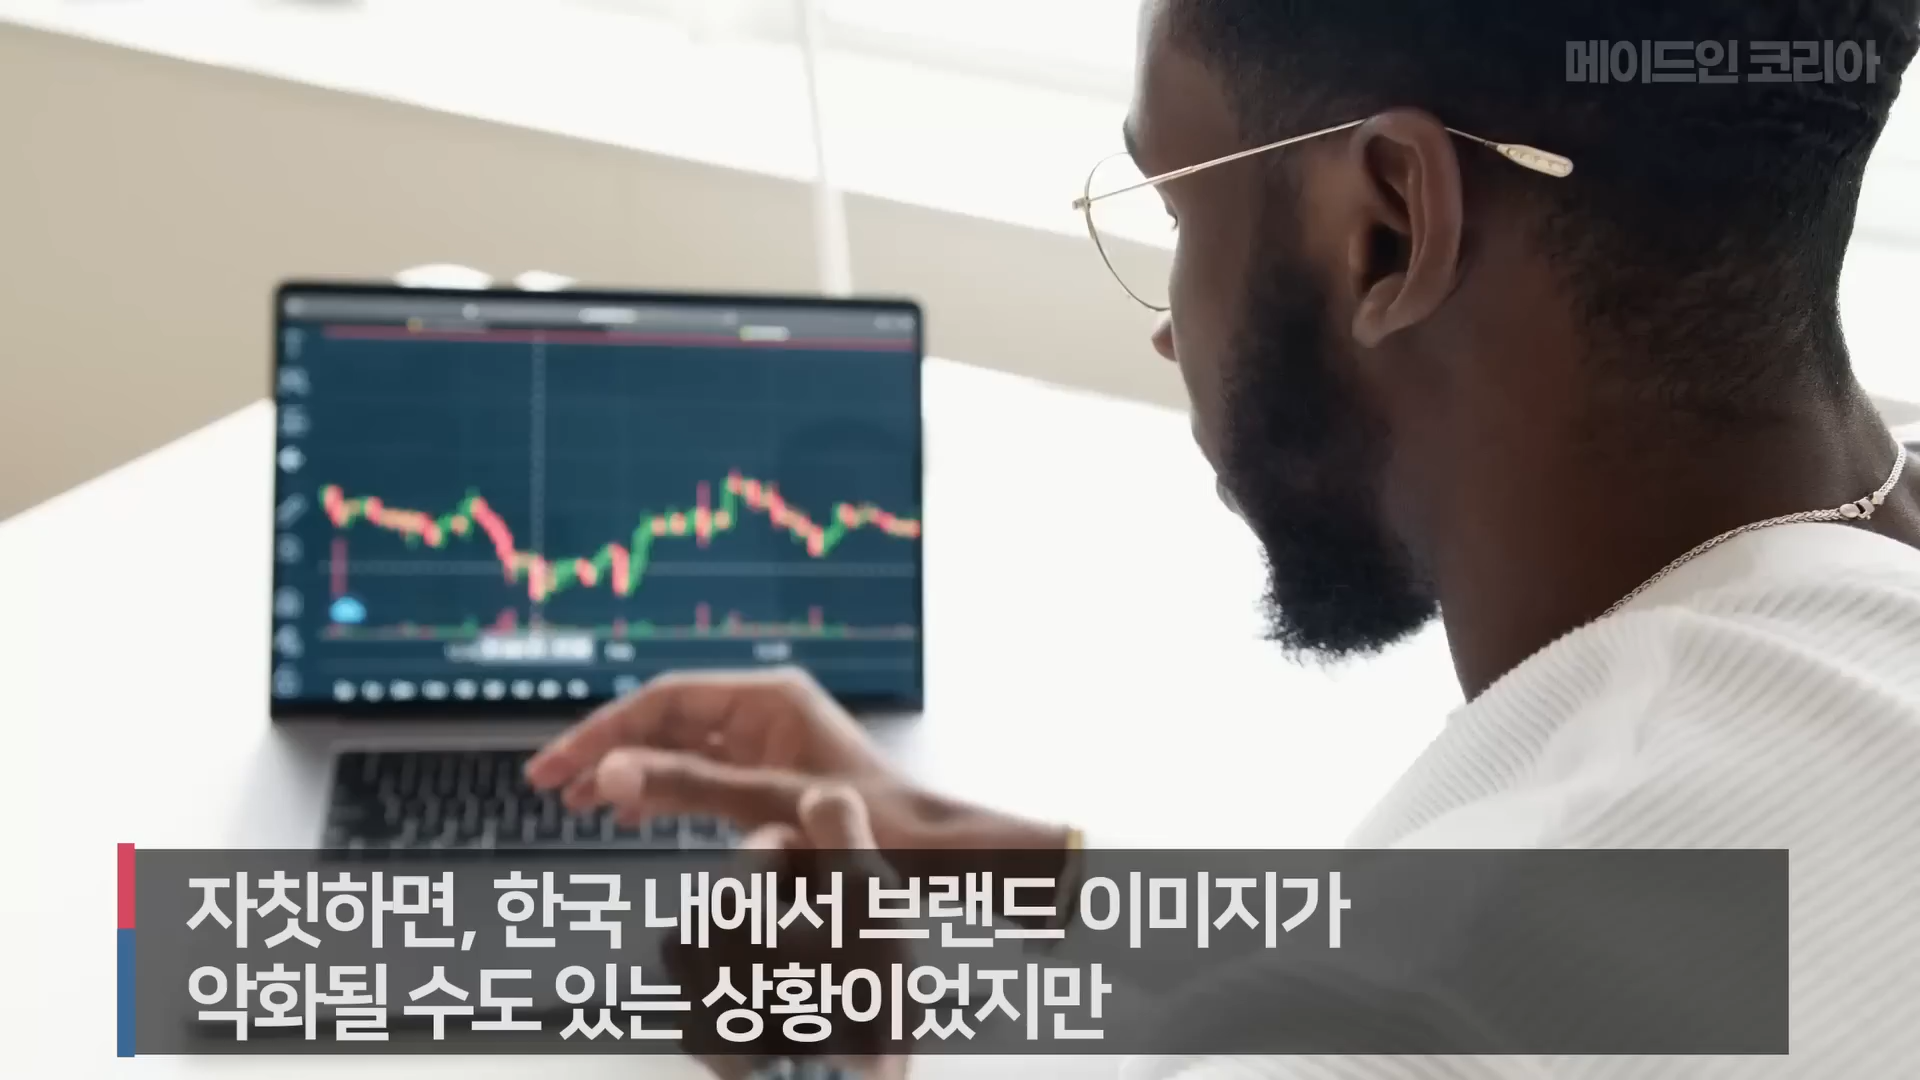 메이드인 코리아
자칫하면, 한국 내에서 브랜드 이미지가
악화될 수도 있는 상황이었지만